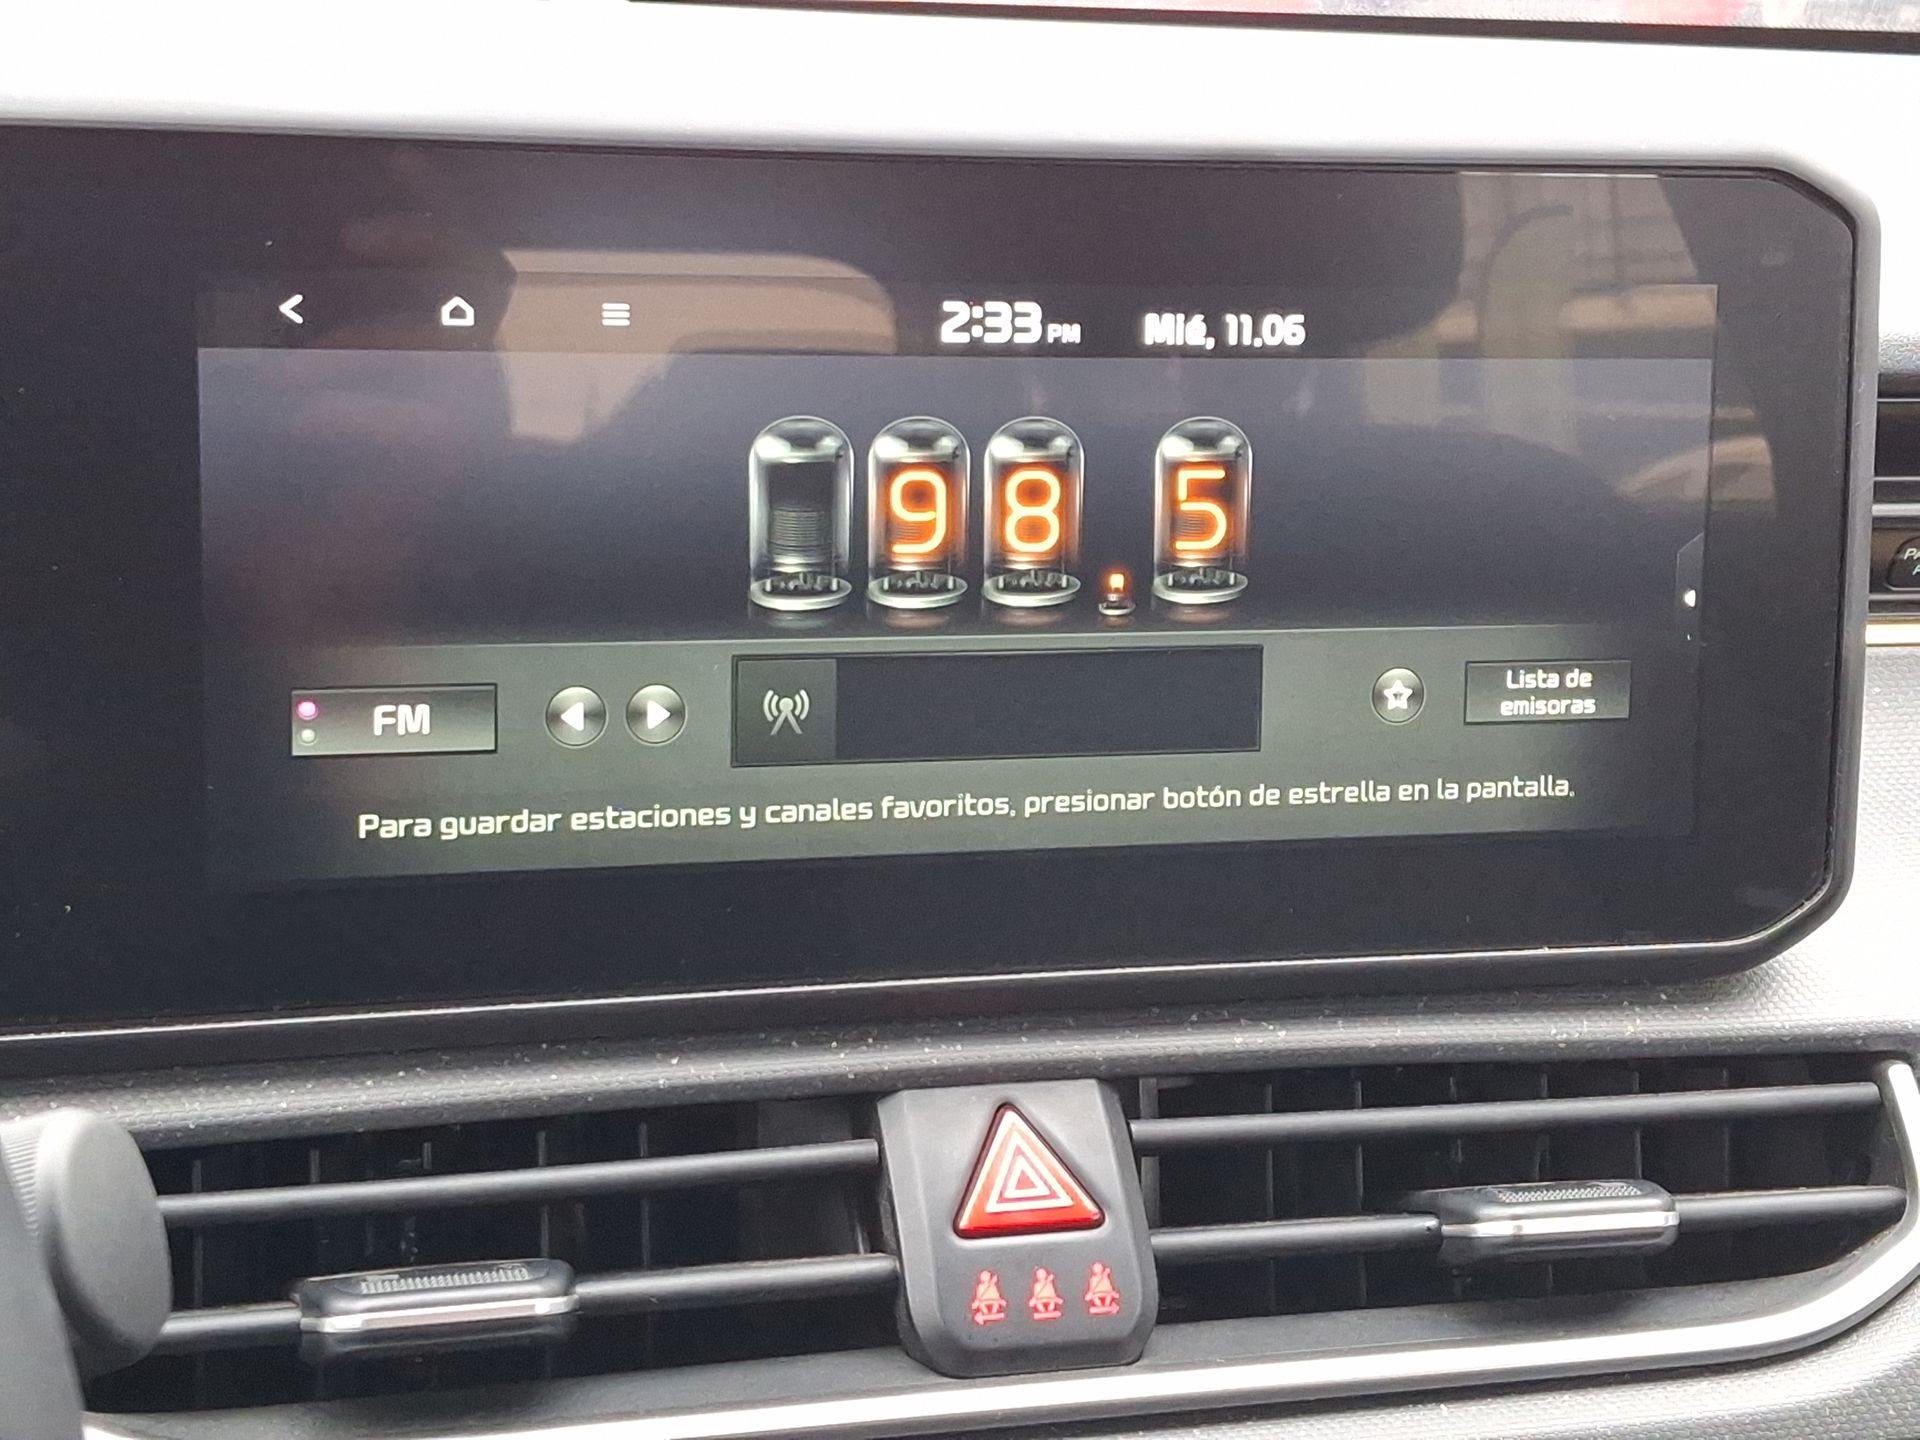 2:33 PM Mié, 11.06
98.5
FM
Lista de
emisoras
Para guardar estaciones y canales favoritos, presionar botón de estrella en la pantalla.